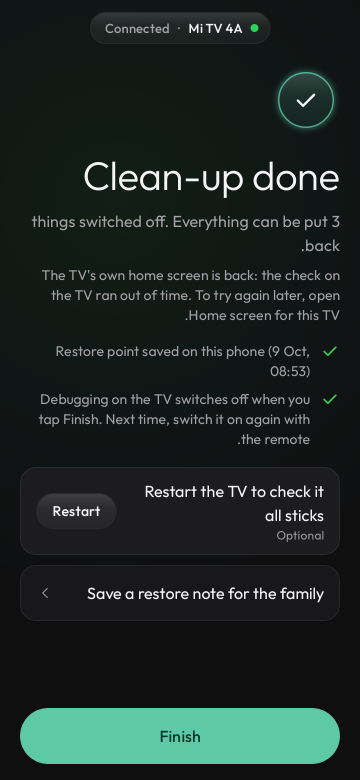 Connected · Mi TV 4A
Clean-up done
3 things switched off. Everything can be put
back.
The TV's own home screen is back: the check on
the TV ran out of time. To try again later, open
Home screen for this TV.
Restore point saved on this phone (9 Oct,
08:53)
Debugging on the TV switches off when you
tap Finish. Next time, switch it on again with
the remote.
Restart the TV to check it
all sticks
Optional
Restart
Save a restore note for the family
Finish